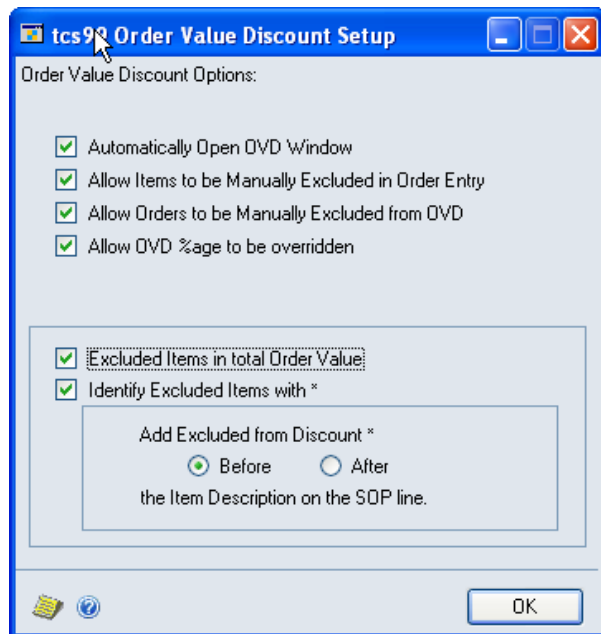 tcs90 Order Value Discount Setup
Order Value Discount Options:
Automatically Open OVD Window
Allow Items to be Manually Excluded in Order Entry
Allow Orders to be Manually Excluded from OVD
Allow OVD %age to be overridden
Excluded Items in total Order Value
Identify Excluded Items with *
Add Excluded from Discount *
Before After
the Item Description on the SOP line.
OK